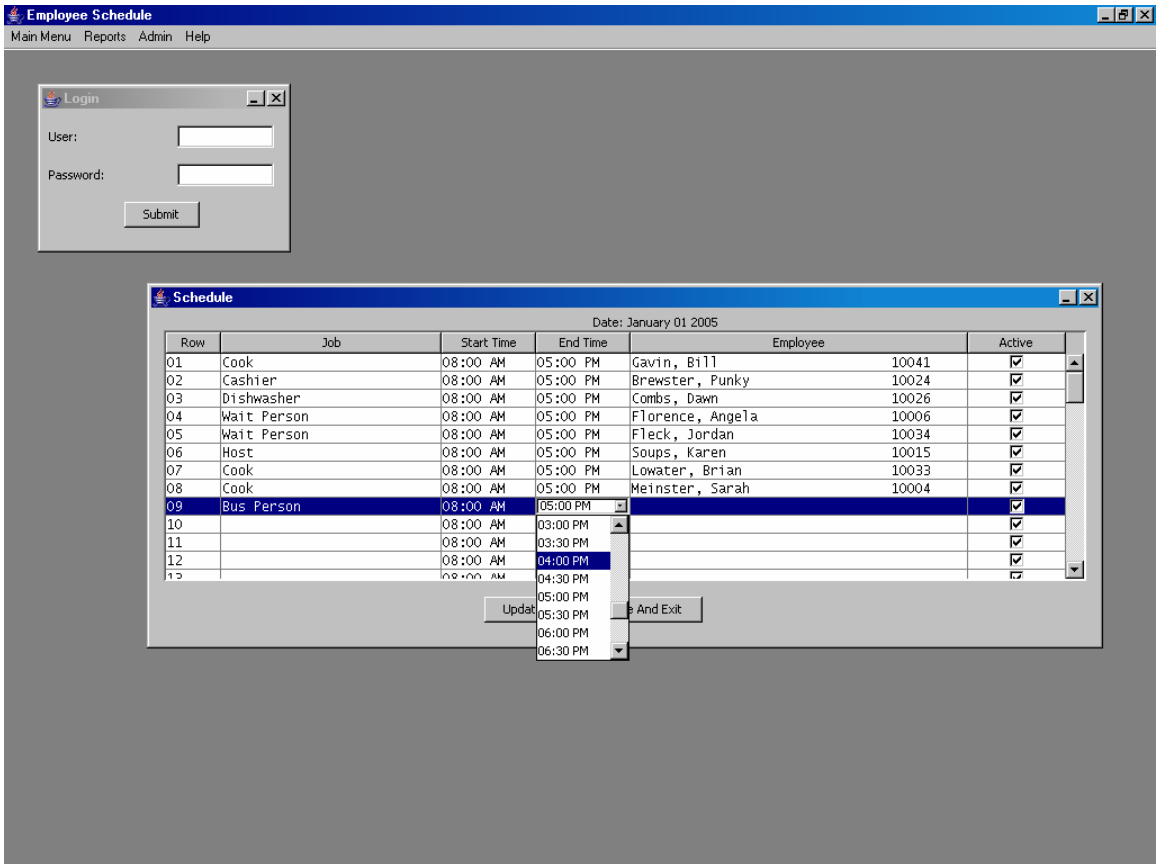 Employee Schedule
Main Menu Reports Admin Help
Login
User:
Password:
Submit
Schedule
Date: January 01 2005
Row Job Start Time End Time Employee Active
01 Cook 08:00 AM 05:00 PM Gavin, Bill 10041
02 Cashier 08:00 AM 05:00 PM Brewster, Punky 10024
03 Dishwasher 08:00 AM 05:00 PM Combs, Dawn 10026
04 Wait Person 08:00 AM 05:00 PM Florence, Angela 10006
05 Wait Person 08:00 AM 05:00 PM Fleck, Jordan 10034
06 Host 08:00 AM 05:00 PM Soups, Karen 10015
07 Cook 08:00 AM 05:00 PM Lowater, Brian 10033
08 Cook 08:00 AM 05:00 PM Meinster, Sarah 10004
09 Bus Person 08:00 AM 05:00 PM
10 08:00 AM 03:00 PM
11 08:00 AM 03:30 PM
12 08:00 AM 04:00 PM
13 08:00 AM 04:30 PM
05:00 PM
Updat 05:30 PM e And Exit
06:00 PM
06:30 PM